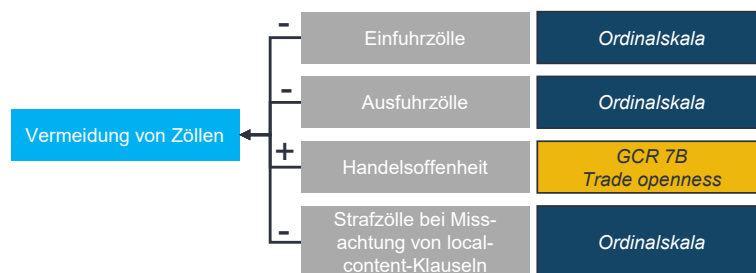 -
Einfuhrzölle
Ordinalskala
-
Ausfuhrzölle
Ordinalskala
Vermeidung von Zöllen
+
Handelsoffenheit
GCR 7B
Trade openness
-
Strafzölle bei Miss-
achtung von local-
content-Klauseln
Ordinalskala